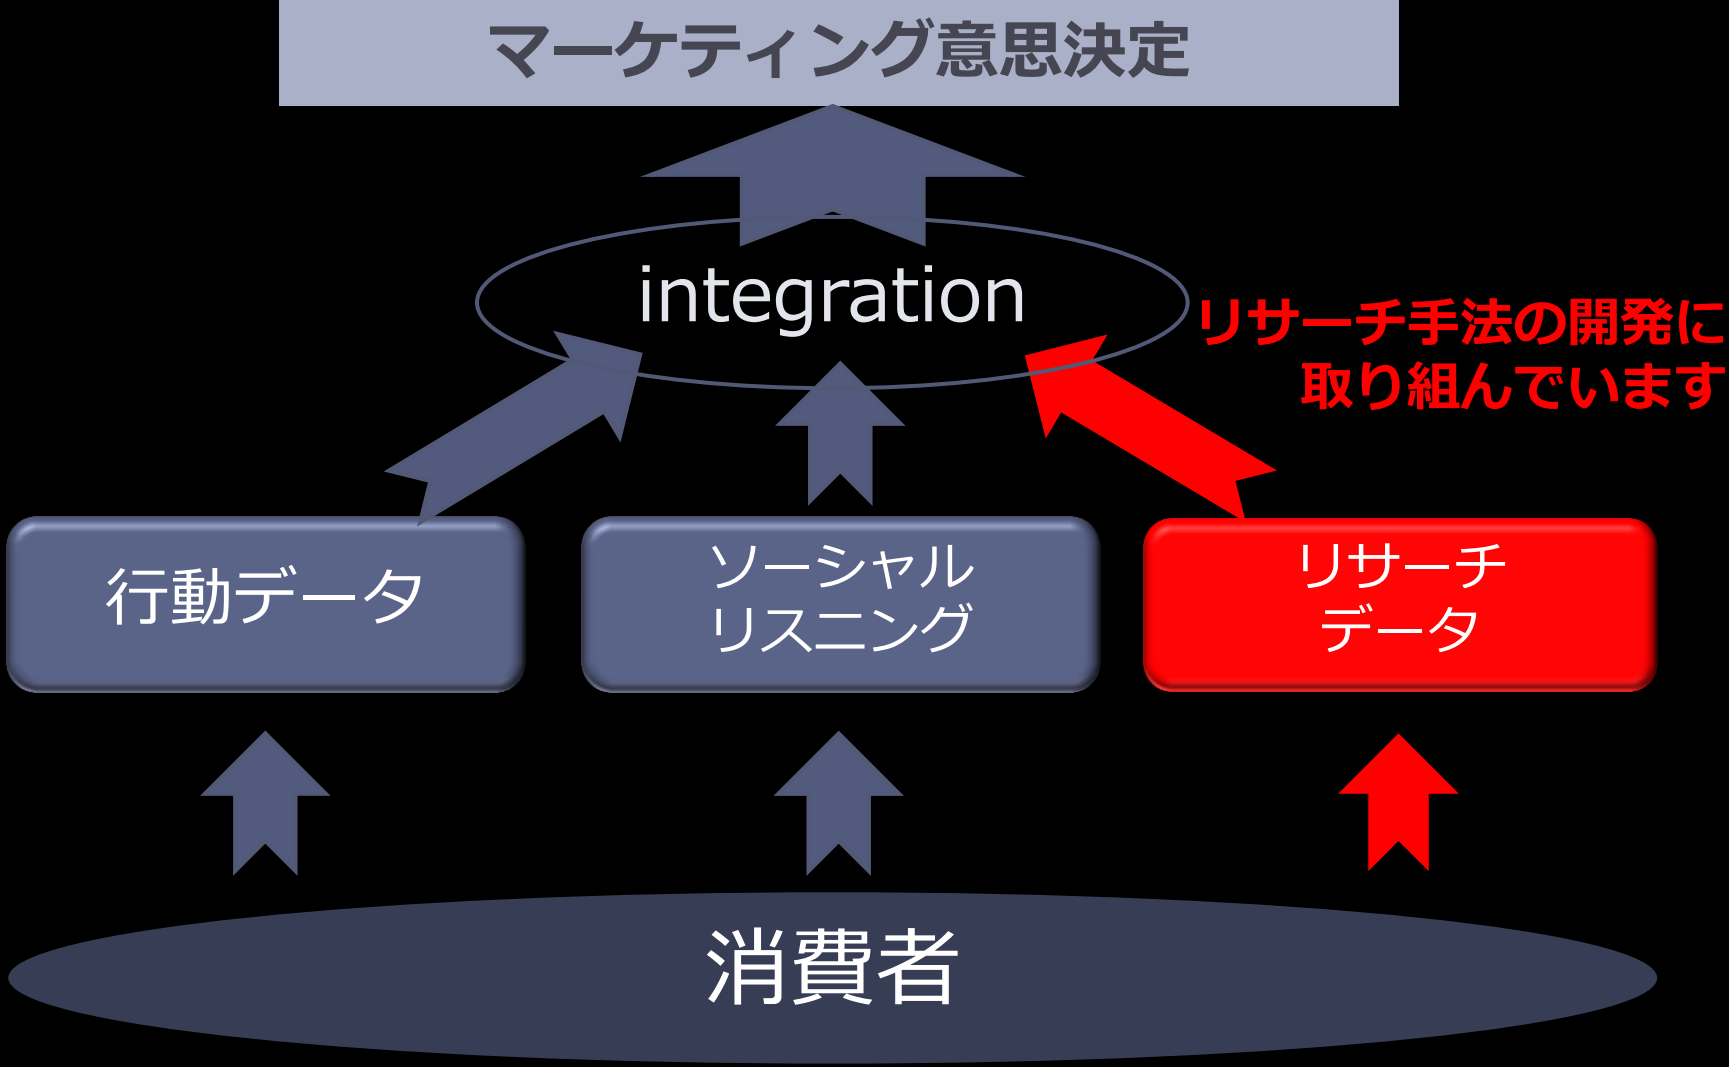 マーケティング意思決定
integration
リサーチ手法の開発に
取り組んでいます
行動データ
ソーシャル
リスニング
リサーチ
データ
消費者